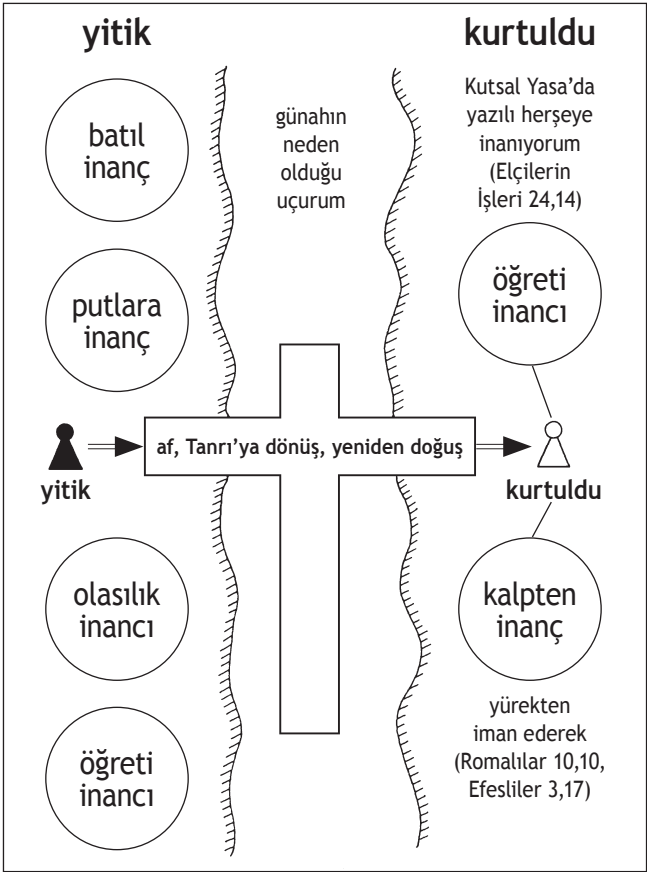 yitik
kurtuldu
batıl
inanç
günahın
neden
olduğu
uçurum
Kutsal Yasa’da
yazılı herşeye
inanıyorum
(Elçilerin
İşleri 24,14)
putlara
inanç
öğreti
inancı
af, Tanrı’ya dönüş, yeniden doğuş
yitik
kurtuldu
olasılık
inancı
kalpten
inanç
öğreti
inancı
yürekten
iman ederek
(Romalılar 10,10,
Efesliler 3,17)